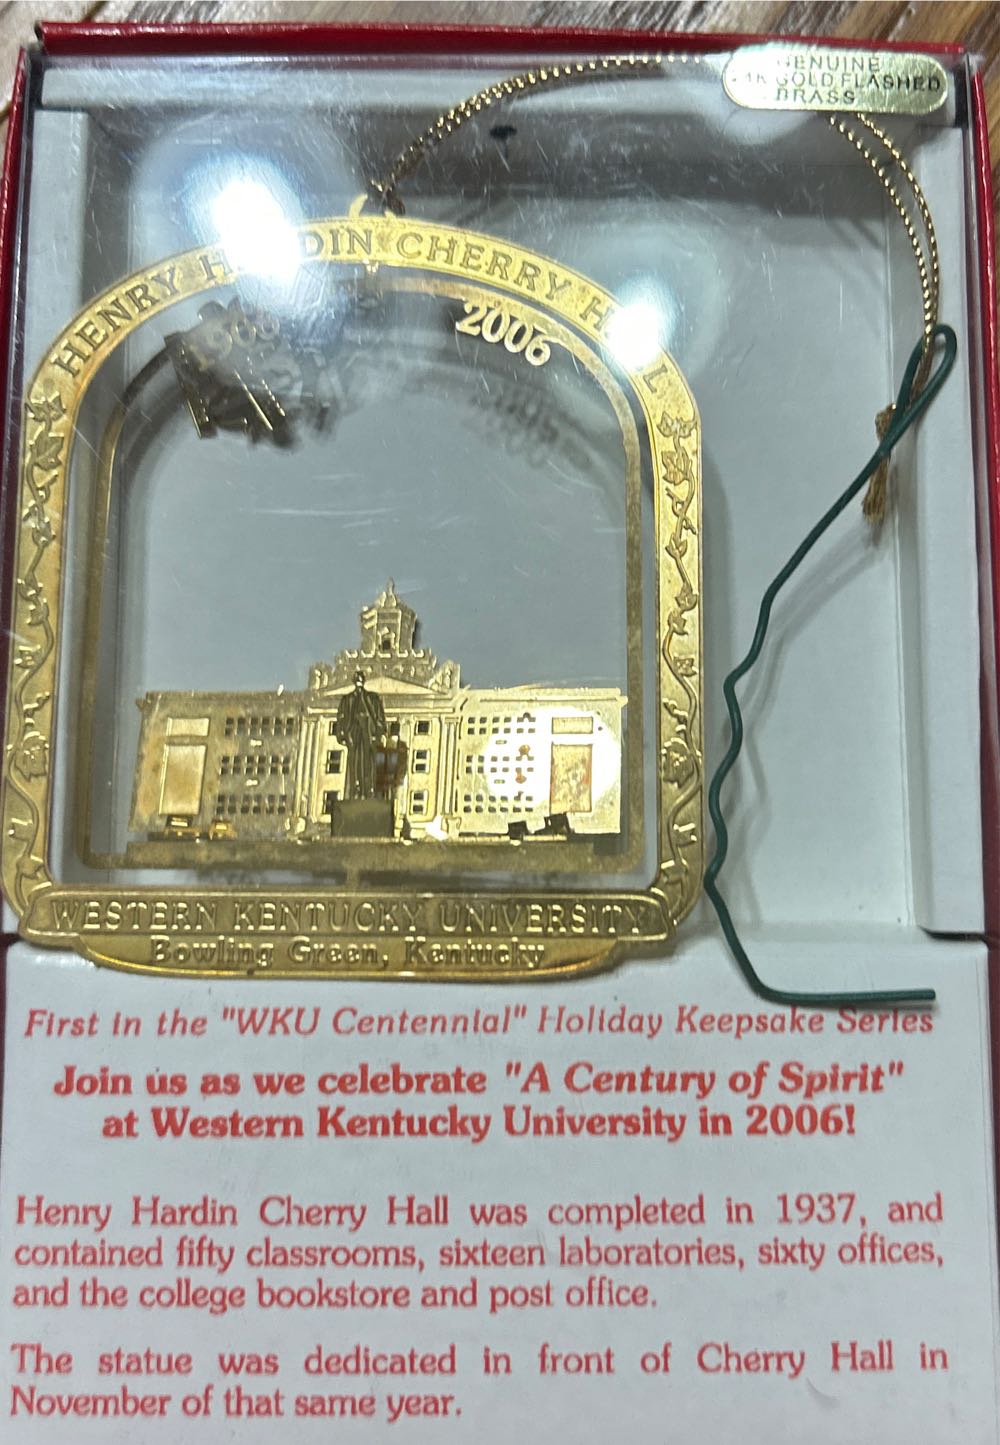 GENUINE
GOLD FLASHED
BRASS
HENRY CHERRY
2006
WESTERN KENTUCKY UNIVERSITY
Bowling Green, Kentucky
First in the "WKU Centennial" Holiday Keepsake Series
Join us as we celebrate "A Century of Spirit"
at Western Kentucky University in 2006!
Henry Hardin Cherry Hall was completed in 1937, and
contained fifty classrooms, sixteen laboratories, sixty offices,
and the college bookstore and post office.
The statue was dedicated in front of Cherry Hall in
November of that same year.